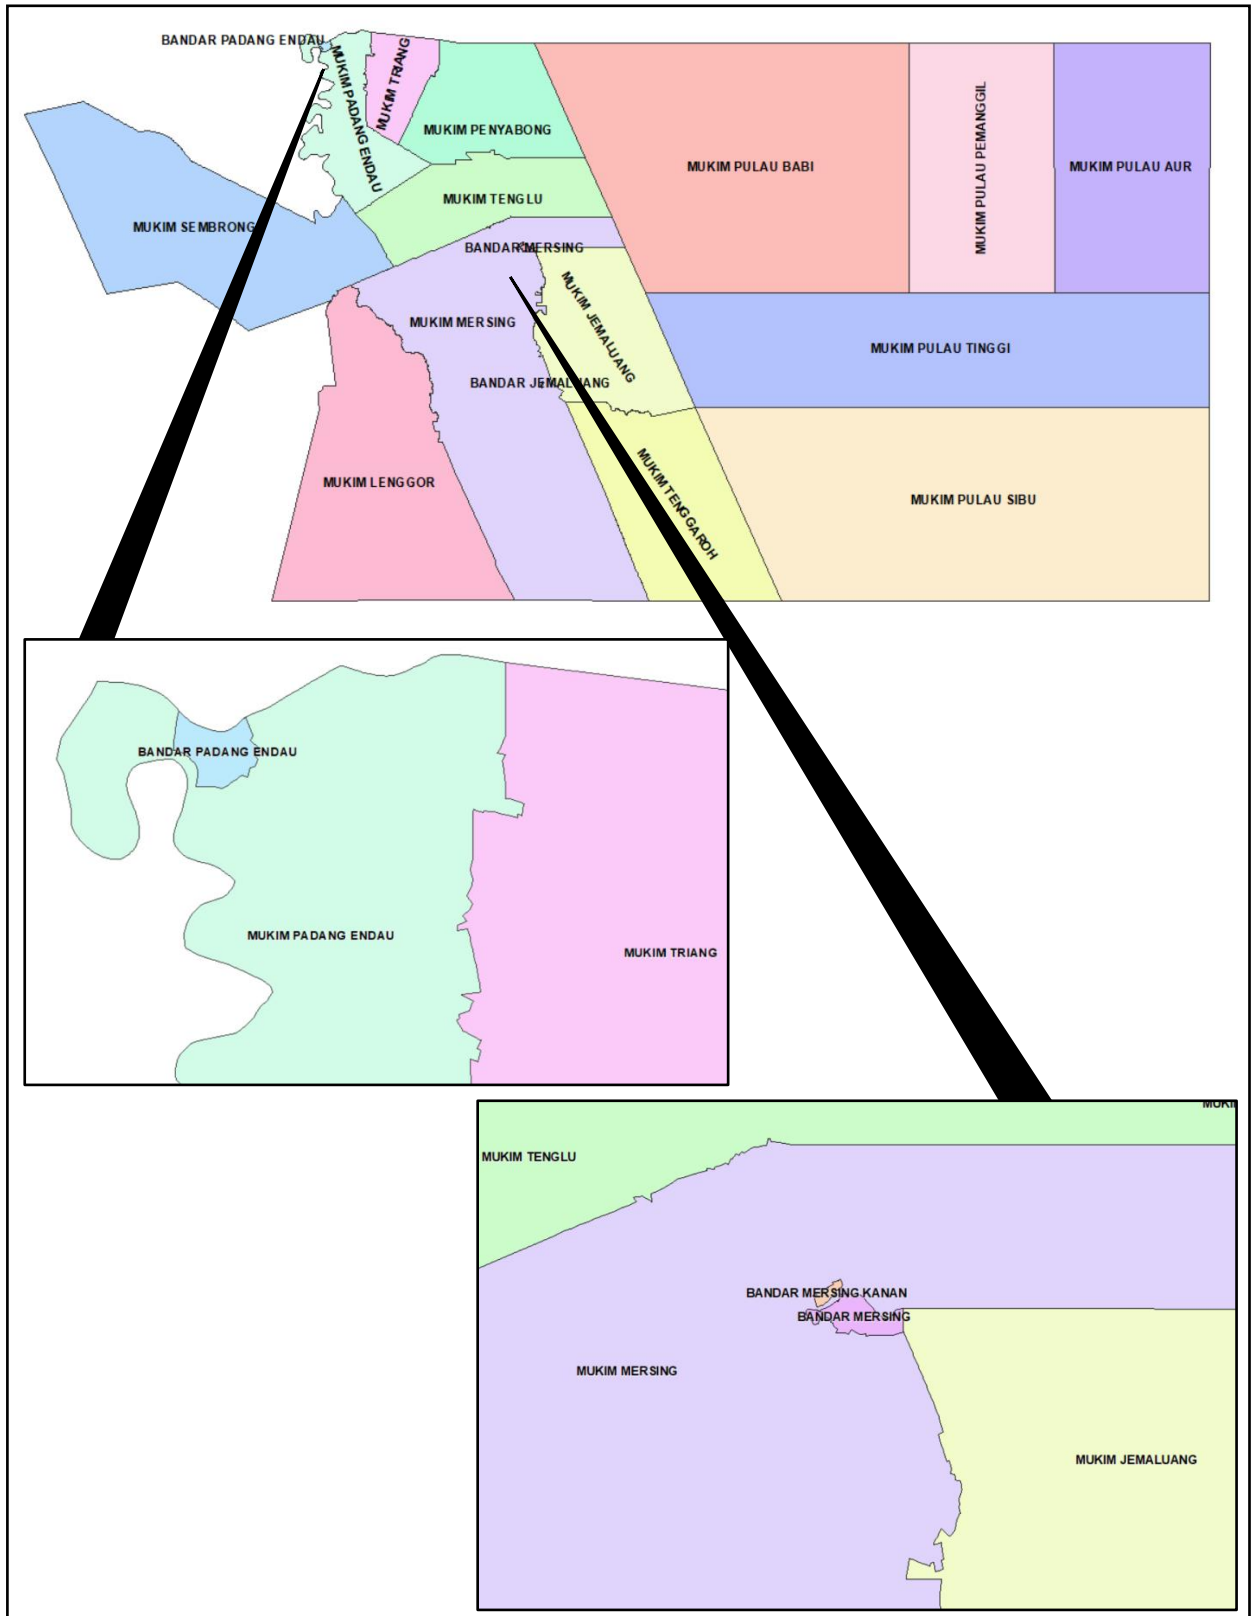 BANDAR PADANG ENDAU
MUKIM PADANG ENDAU
MUKIM TRIANG
MUKIM PENYABONG
MUKIM PULAU BABI
MUKIM PULAU PEMANGGIL
MUKIM PULAU AUR
MUKIM TENGLU
MUKIM SEMBRONG
BANDAR MERSING
MUKIM JEMALUANG
MUKIM MERSING
MUKIM PULAU TINGGI
BANDAR JEMALUANG
MUKIM LENGGOR
MUKIM TENGGAROH
MUKIM PULAU SIBU
BANDAR PADANG ENDAU
MUKIM PADANG ENDAU
MUKIM TRIANG
MUKIM TENGLU
BANDAR MERSING KANAN
BANDAR MERSING
MUKIM MERSING
MUKIM JEMALUANG